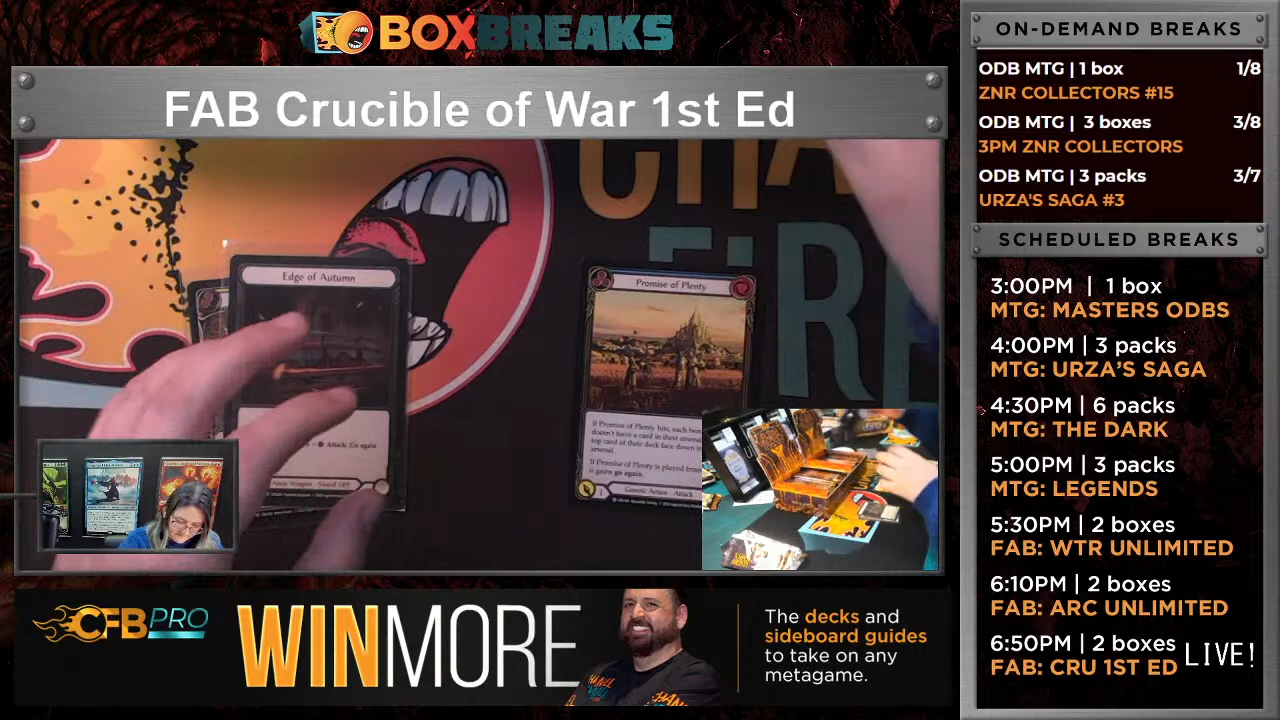 BOXBREAKS
FAB Crucible of War 1st Ed
CHA
FIR
Edge of Autumn
Attack: Go again
Promise of Plenty
If Promise of Plenty hits, each
doesn't have a card in their arsenal
top card of their deck face down
arsenal.
If Promise of Plenty is played from
it gains go again.
Generic Action - Attack
CFBPRO
WINMORE
The decks and
sideboard guides
to take on any
metagame.
ON-DEMAND BREAKS
ODB MTG | 1 box 1/8
ZNR COLLECTORS #15
ODB MTG | 3 boxes 3/8
3PM ZNR COLLECTORS
ODB MTG | 3 packs 3/7
URZA'S SAGA #3
SCHEDULED BREAKS
3:00PM | 1 box
MTG: MASTERS ODBS
4:00PM | 3 packs
MTG: URZA'S SAGA
4:30PM | 6 packs
MTG: THE DARK
5:00PM | 3 packs
MTG: LEGENDS
5:30PM | 2 boxes
FAB: WTR UNLIMITED
6:10PM | 2 boxes
FAB: ARC UNLIMITED
6:50PM | 2 boxes
FAB: CRU 1ST ED
LIVE!